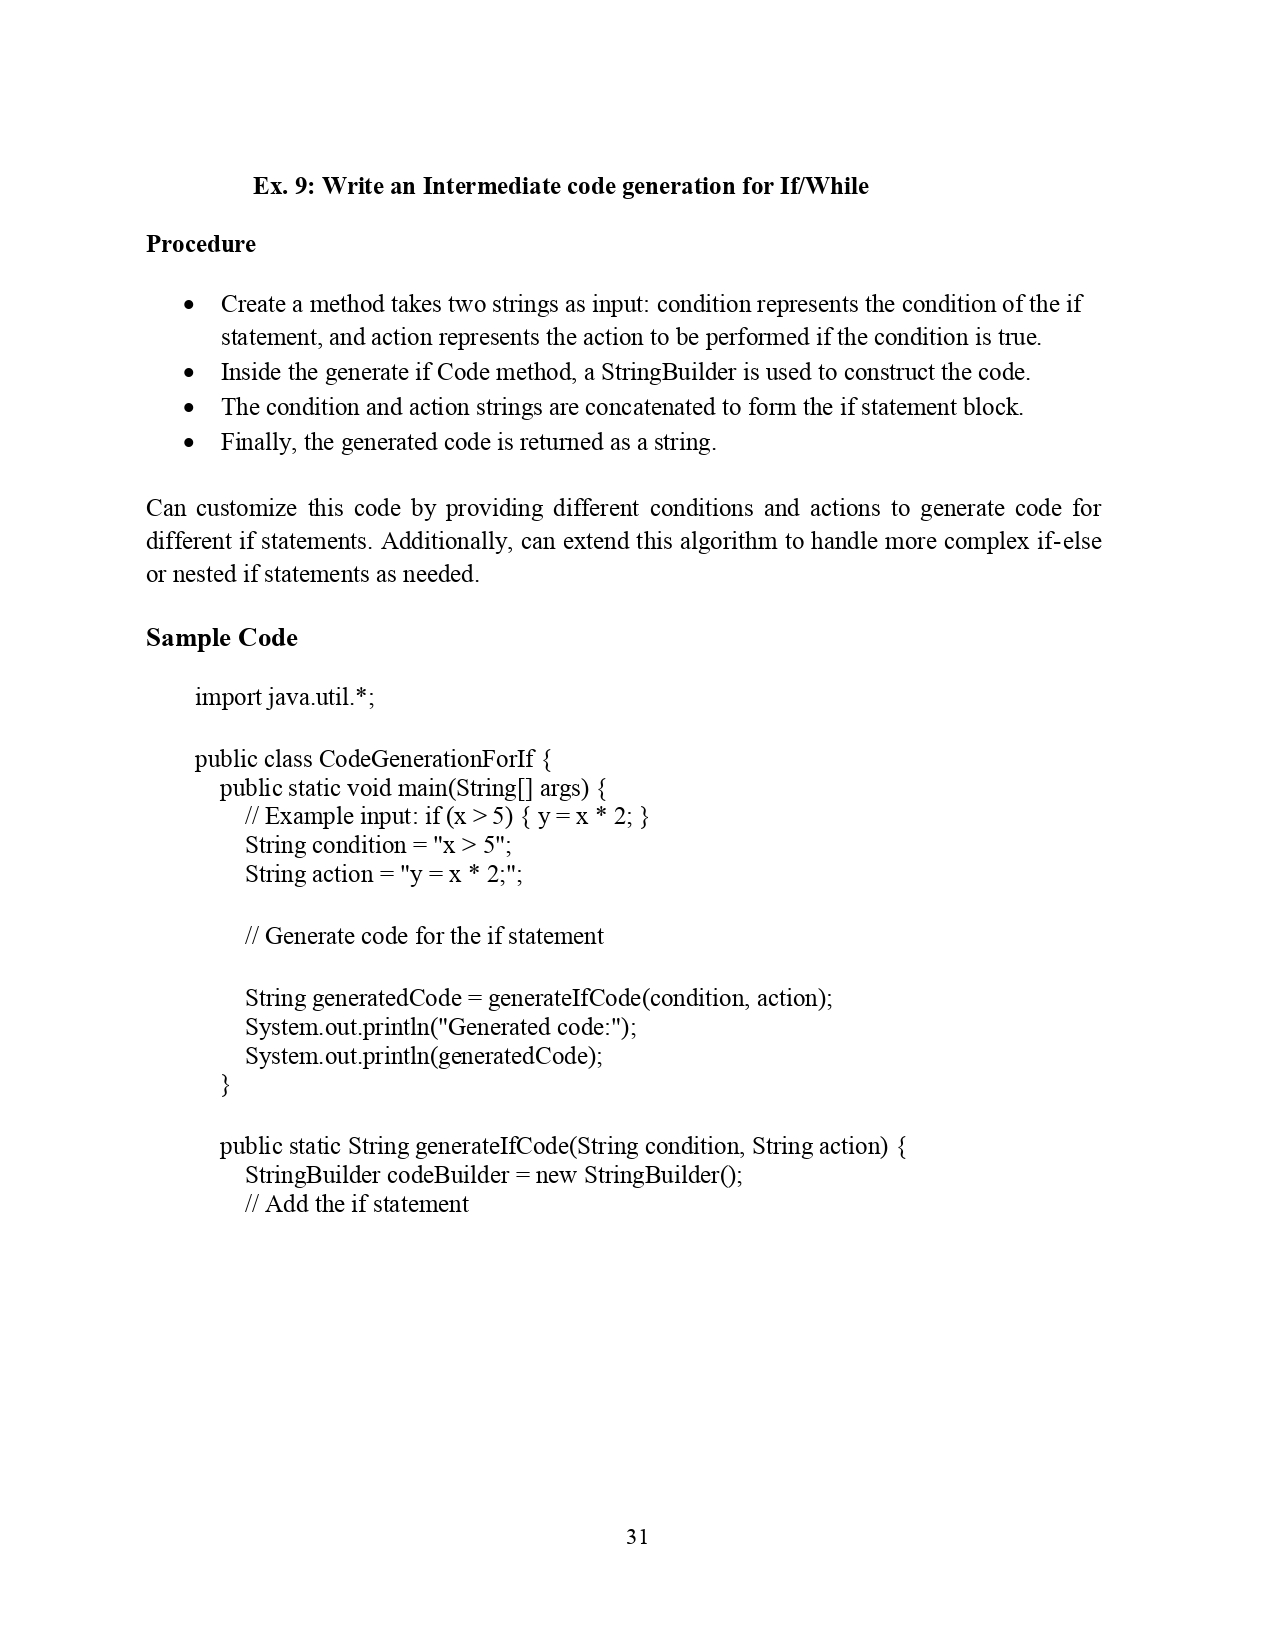 Ex. 9: Write an Intermediate code generation for If/While
Procedure
• Create a method takes two strings as input: condition represents the condition of the if
statement, and action represents the action to be performed if the condition is true.
• Inside the generate if Code method, a StringBuilder is used to construct the code.
• The condition and action strings are concatenated to form the if statement block.
• Finally, the generated code is returned as a string.
Can customize this code by providing different conditions and actions to generate code for
different if statements. Additionally, can extend this algorithm to handle more complex if-else
or nested if statements as needed.
Sample Code
import java.util.*;
public class CodeGenerationForIf {
public static void main(String[] args) {
// Example input: if (x > 5) { y = x * 2; }
String condition = "x > 5";
String action = "y = x * 2;";
// Generate code for the if statement
String generatedCode = generateIfCode(condition, action);
System.out.println("Generated code:");
System.out.println(generatedCode);
}
public static String generateIfCode(String condition, String action) {
StringBuilder codeBuilder = new StringBuilder();
// Add the if statement
31